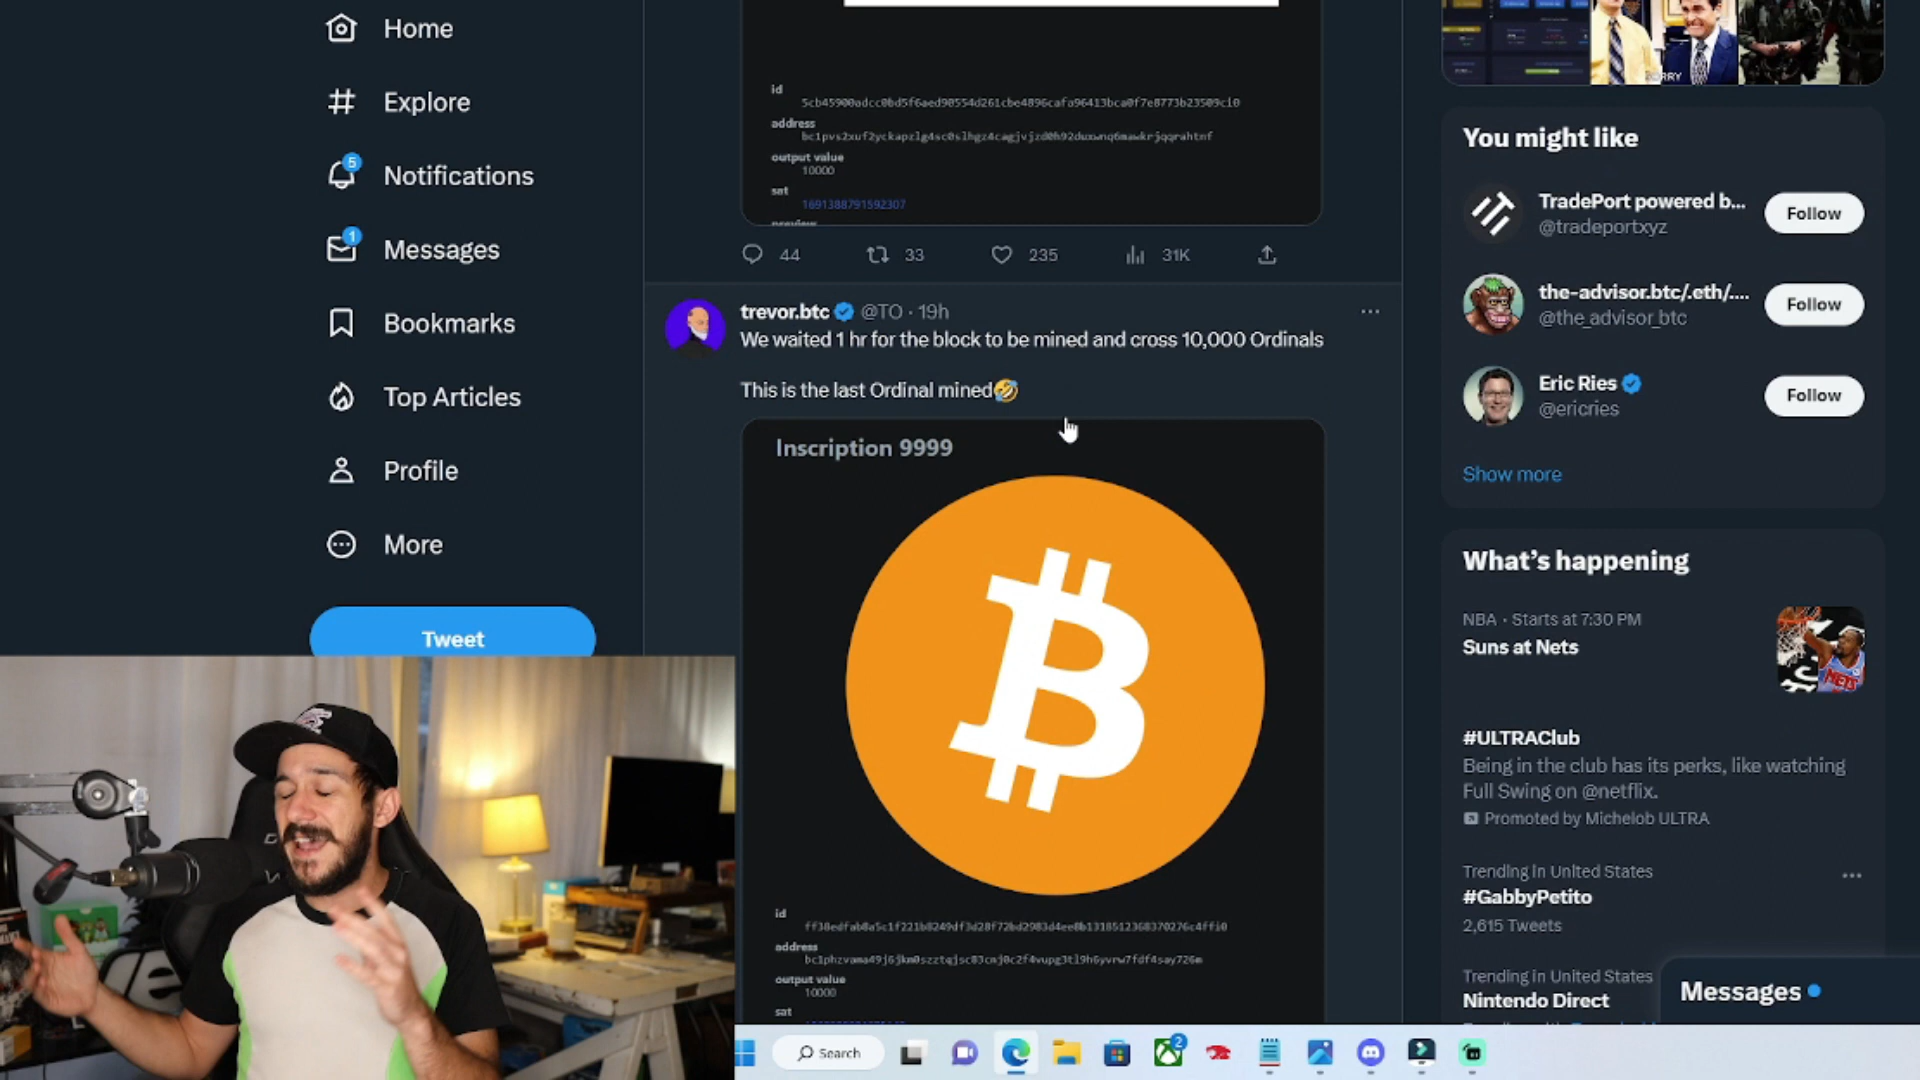 Home
Explore
5
Notifications
1
Messages
Bookmarks
Top Articles
Profile
More
Tweet
id
5cb45900adcc0bd5f6aed90554d261cbe4896cafa96413bca0f7e8773b23509ci0
address
output value
10000
sat
1691388791592307
44
33
235
31K
trevor.btc @TO · 19h
We waited 1 hr for the block to be mined and cross 10,000 Ordinals
This is the last Ordinal mined🤣
Inscription 9999
id
address
output value
10000
sat
You might like
TradePort powered b...
@tradeportxyz
Follow
the-advisor.btc/.eth/....
@the_advisor_btc
Follow
Eric Ries
@ericries
Follow
Show more
What's happening
NBA · Starts at 7:30 PM
Suns at Nets
NETS
#ULTRAClub
Being in the club has its perks, like watching
Full Swing on @netflix.
Promoted by Michelob ULTRA
Trending in United States
#GabbyPetito
2,615 Tweets
Trending in United States
Nintendo Direct
Messages
Search
2